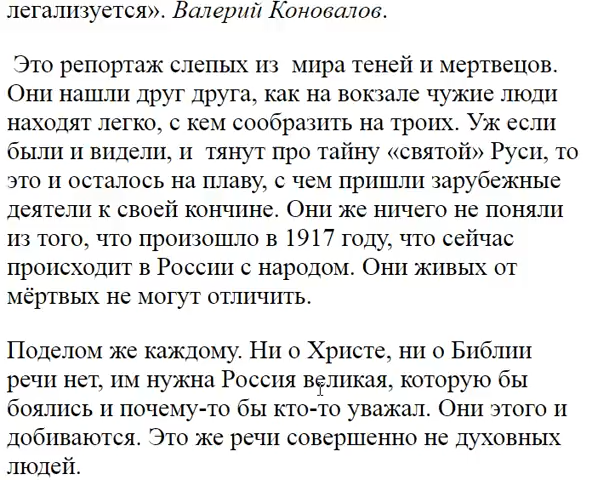 легализуется». Валерий Коновалов.
Это репортаж слепых из мира теней и мертвецов.
Они нашли друг друга, как на вокзале чужие люди
находят легко, с кем сообразить на троих. Уж если
были и видели, и тянут про тайну «святой» Руси, то
это и осталось на плаву, с чем пришли зарубежные
деятели к своей кончине. Они же ничего не поняли
из того, что произошло в 1917 году, что сейчас
происходит в России с народом. Они живых от
мёртвых не могут отличить.
Поделом же каждому. Ни о Христе, ни о Библии
речи нет, им нужна Россия великая, которую бы
боялись и почему-то бы кто-то уважал. Они этого и
добиваются. Это же речи совершенно не духовных
людей.